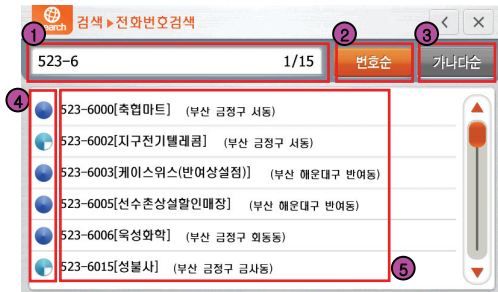 Search 검색 ▶전화번호검색
1 2 3
523-6 1/15 번호순 가나다순
4
523-6000[축협마트] (부산 금정구 서동)
523-6002[지구전기텔레콤] (부산 금정구 서동)
523-6003[케이스위스(반여상설점)] (부산 해운대구 반여동)
523-6005[선수촌상설할인매장] (부산 해운대구 반여동)
523-6006[옥성화학] (부산 금정구 회동동)
523-6015[성불사] (부산 금정구 금사동)
5